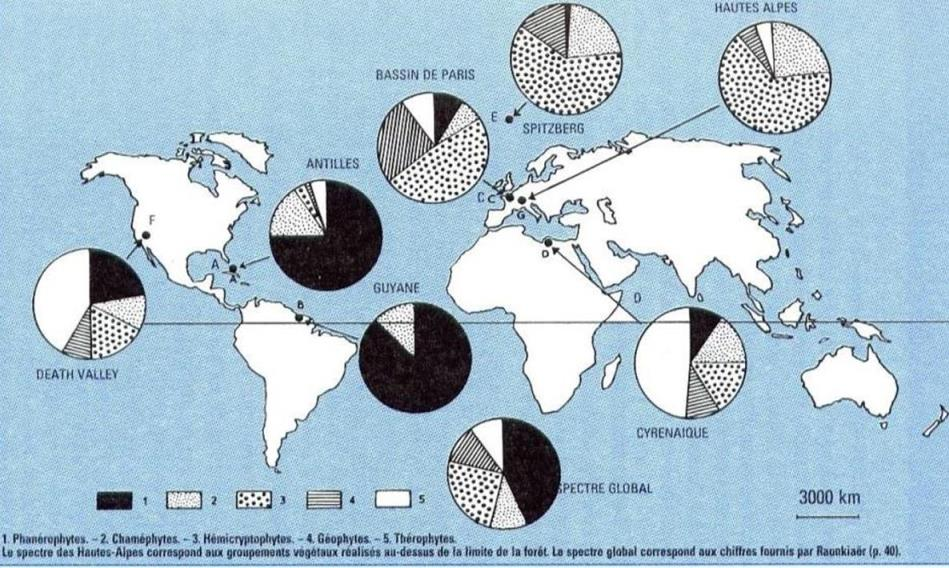 HAUTES ALPES
BASSIN DE PARIS
E
SPITZBERG
ANTILLES
C
C
G
F
A
A
D
D
B
GUYANE
DEATH VALLEY
CYRENAIQUE
SPECTRE GLOBAL
1 2 3 4 5
3000 km
1. Phanérophytes. – 2. Chaméphytes. – 3. Hémicryptophytes. – 4. Géophytes. – 5. Thérophytes.
Le spectre des Hautes-Alpes correspond aux groupements végétaux réalisés au-dessus de la limite de la forêt. Le spectre global correspond aux chiffres fournis par Raunkiaër (p. 40).